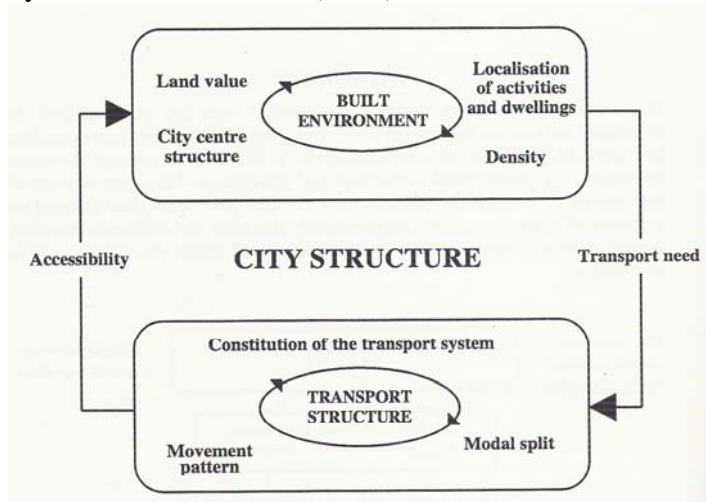 Land value
BUILT
ENVIRONMENT
Localisation
of activities
and dwellings
City centre
structure
Density
Accessibility
CITY STRUCTURE
Transport need
Constitution of the transport system
TRANSPORT
STRUCTURE
Movement
pattern
Modal split